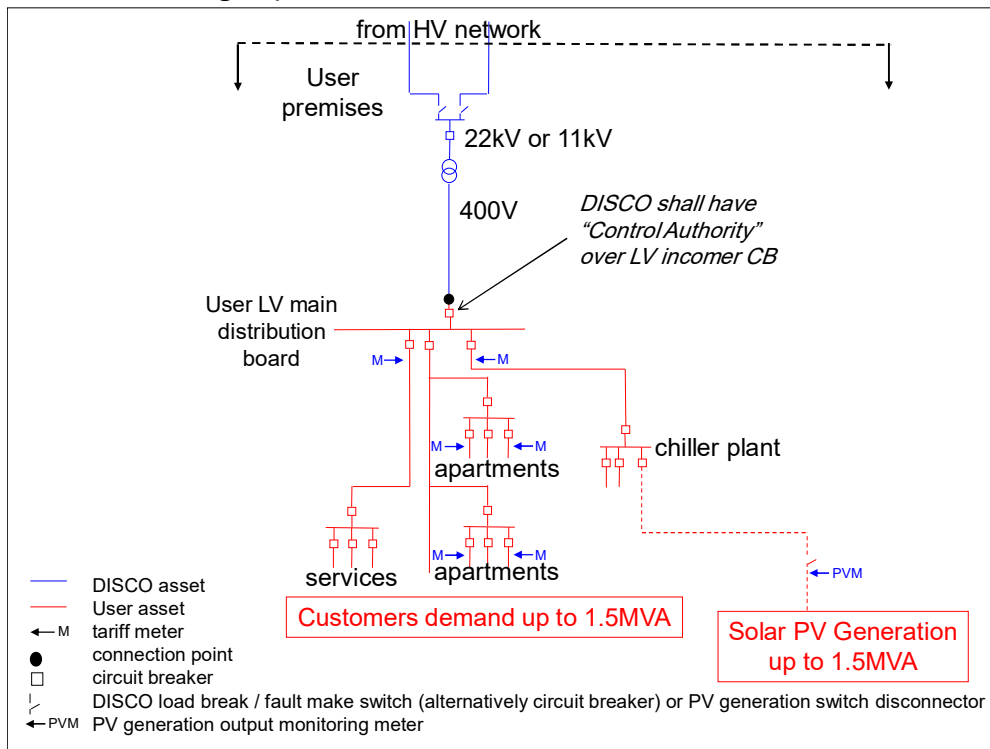 from HV network
User
premises
22kV or 11kV
400V
DISCO shall have
“Control Authority”
over LV incomer CB
User LV main
distribution
board
M
M
M
M
apartments
chiller plant
M
M
services
apartments
PVM
Customers demand up to 1.5MVA
Solar PV Generation
up to 1.5MVA
DISCO asset
User asset
M tariff meter
connection point
circuit breaker
DISCO load break / fault make switch (alternatively circuit breaker) or PV generation switch disconnector
PVM PV generation output monitoring meter